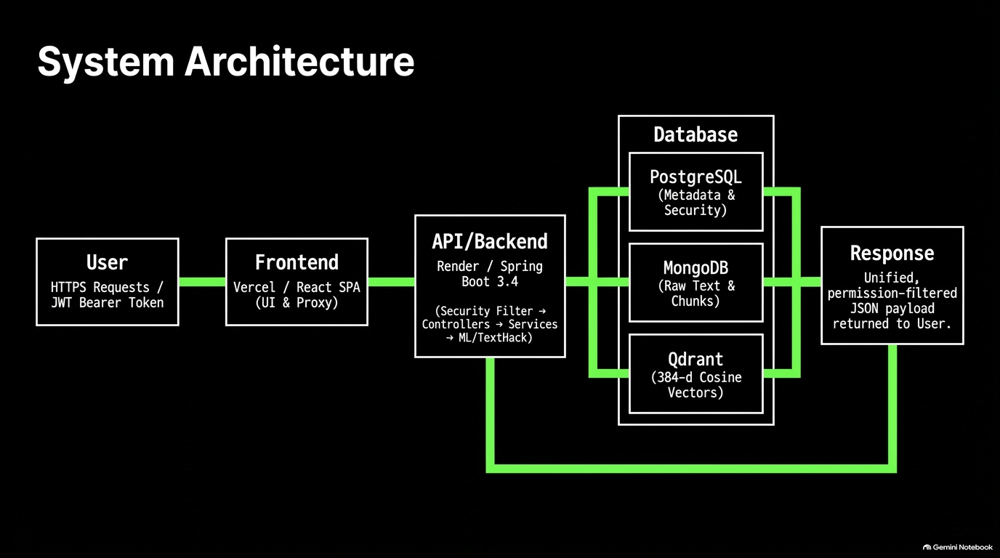 System Architecture
User
HTTPS Requests /
JWT Bearer Token
Frontend
Vercel / React SPA
(UI & Proxy)
API/Backend
Render / Spring
Boot 3.4
(Security Filter →
Controllers → Services
→ ML/TextHack)
Database
PostgreSQL
(Metadata &
Security)
MongoDB
(Raw Text &
Chunks)
Qdrant
(384-d Cosine
Vectors)
Response
Unified,
permission-filtered
JSON payload
returned to User.
Gemini Notebook